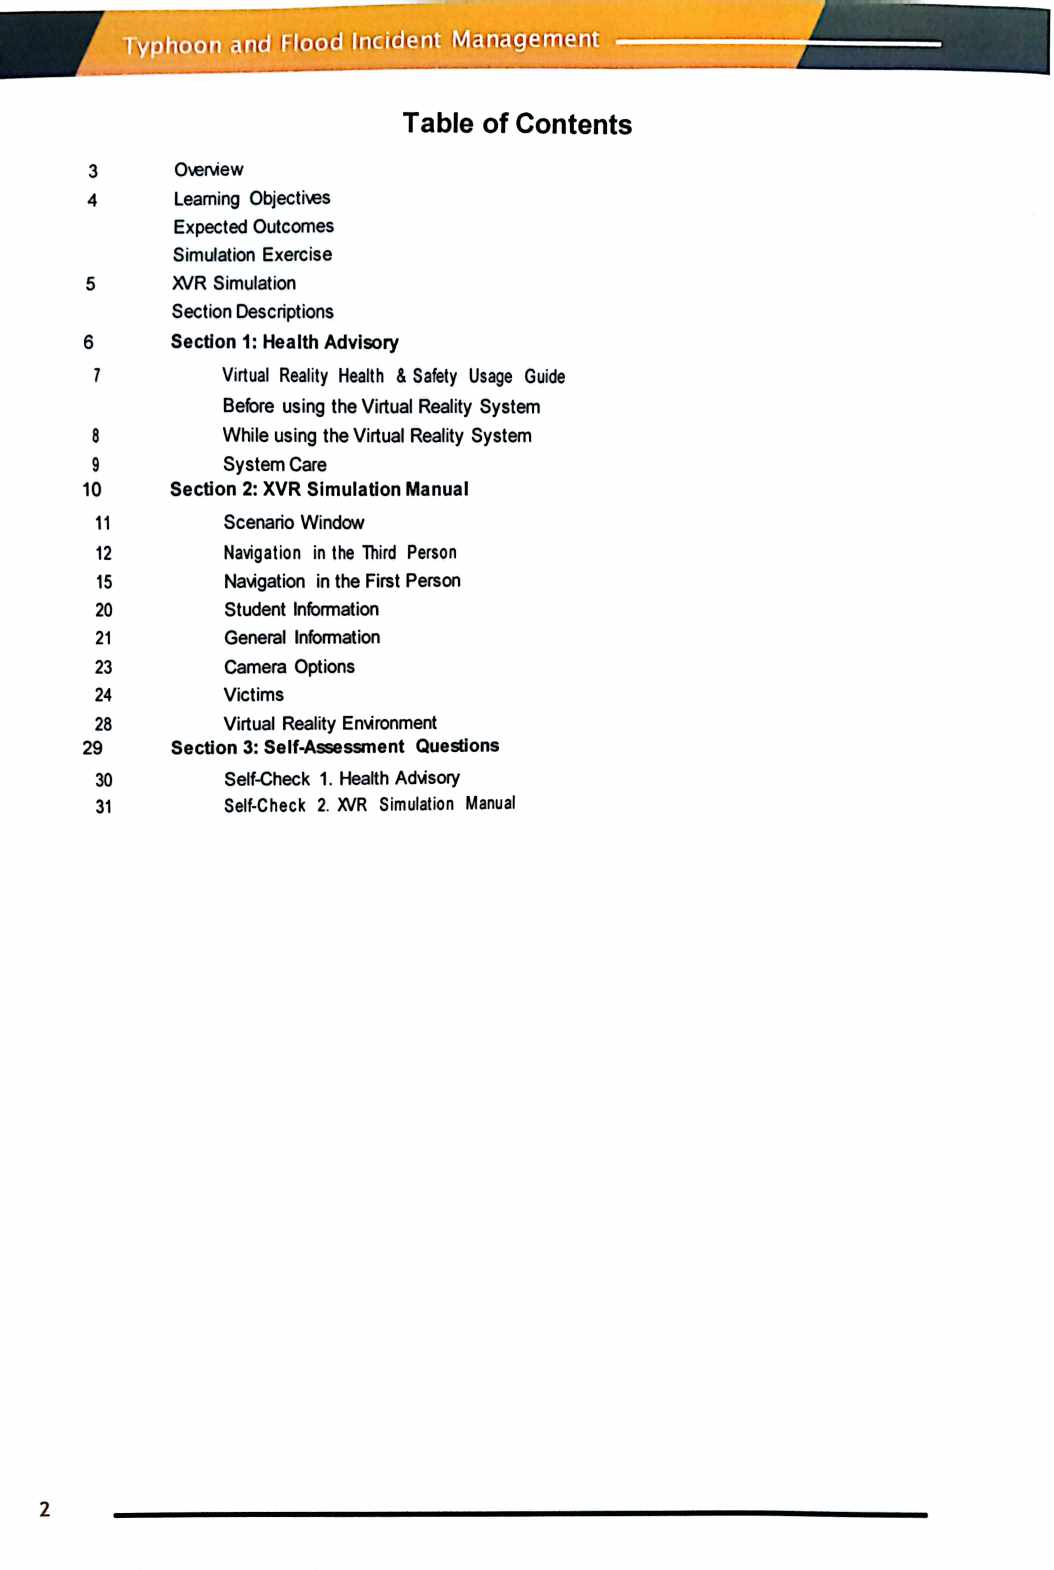 Typhoon and Flood Incident Management
Table of Contents
3 Overview
4 Learning Objectives
Expected Outcomes
Simulation Exercise
5 XVR Simulation
Section Descriptions
6 Section 1: Health Advisory
7 Virtual Reality Health & Safety Usage Guide
Before using the Virtual Reality System
8 While using the Virtual Reality System
9 System Care
10 Section 2: XVR Simulation Manual
11 Scenario Window
12 Navigation in the Third Person
15 Navigation in the First Person
20 Student Information
21 General Information
23 Camera Options
24 Victims
28 Virtual Reality Environment
29 Section 3: Self-Assessment Questions
30 Self-Check 1. Health Advisory
31 Self-Check 2. XVR Simulation Manual
2